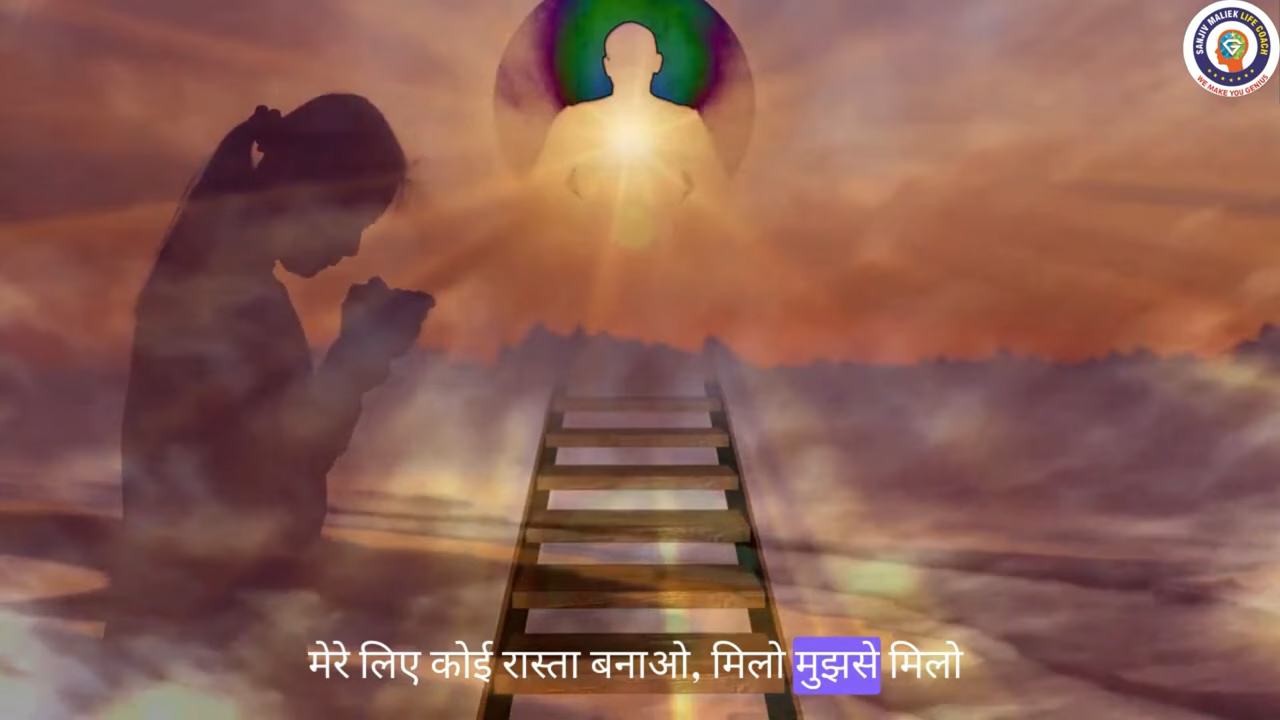 SANJIV MALIEK LIFE COACH
WE MAKE YOU GENIUS
मेरे लिए कोई रास्ता बनाओ, मिलो मुझसे मिलो